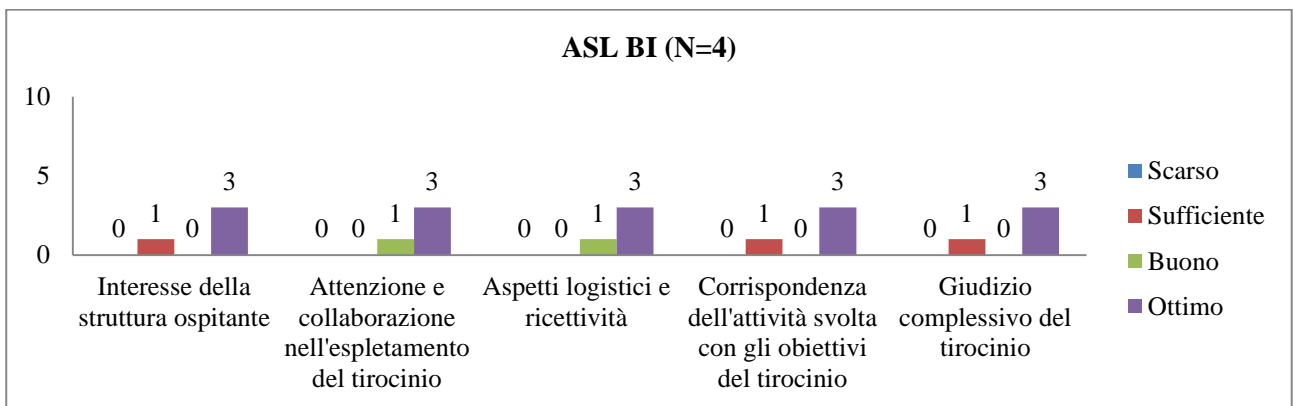 ASL BI (N=4)
10
5
0
0 1 0 3
0 0 1 3
0 0 1 3
0 1 0 3
0 1 0 3
Interesse della
struttura ospitante
Attenzione e
collaborazione
nell'espletamento
del tirocinio
Aspetti logistici e
ricettività
Corrispondenza
dell'attività svolta
con gli obiettivi
del tirocinio
Giudizio
complessivo del
tirocinio
Scarso
Sufficiente
Buono
Ottimo